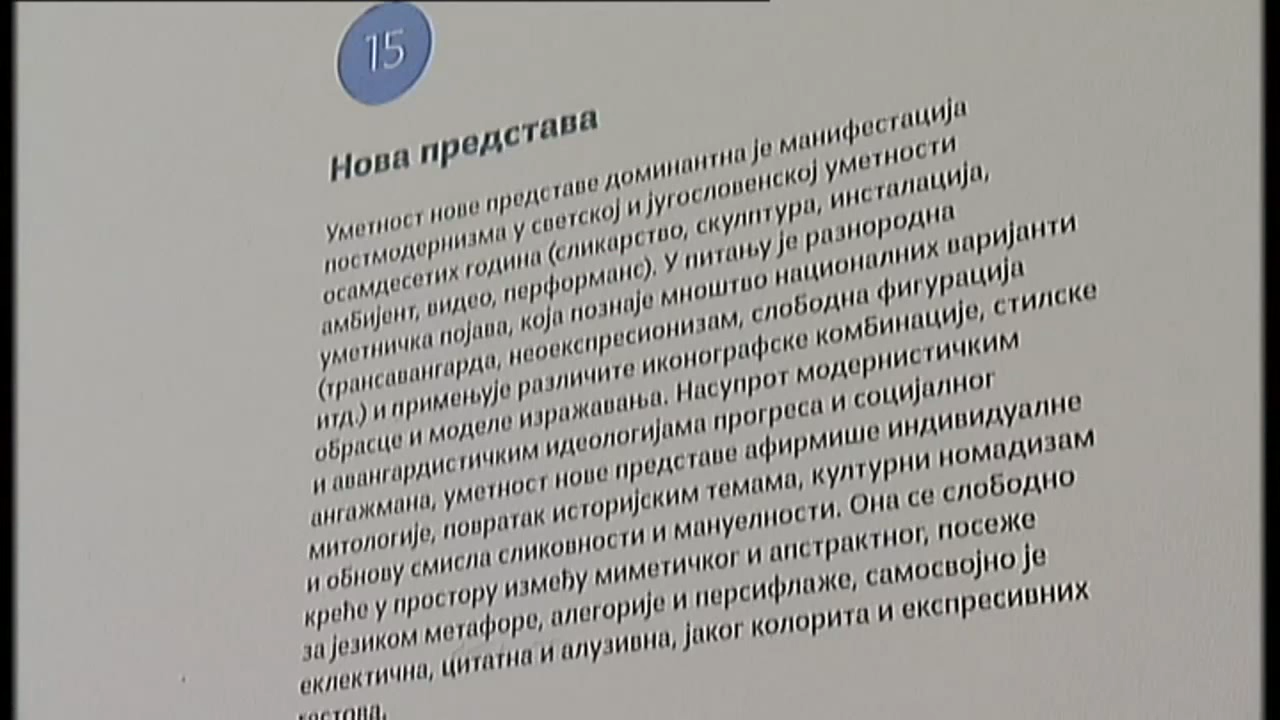 15
Нова представа
Уметност нове представе доминантна је манифестација
постмодернизма у светској и југословенској уметности
осамдесетих година (сликарство, скулптура, инсталација,
амбијент, видео, перформанс). У питању је разнородна
уметничка појава, која познаје мноштво националних варијанти
(трансавангарда, неоекспресионизам, слободна фигурација
итд.) и примењује различите иконографске комбинације, стилске
обрасце и моделе изражавања. Насупрот модернистичким
и авангардистичким идеологијама прогреса и социјалног
ангажмана, уметност нове представе афирмише индивидуалне
митологије, повратак историјским темама, културни номадизам
и обнову смисла сликовности и мануелности. Она се слободно
креће у простору између миметичког и апстрактног, посеже
за језиком метафоре, алегорије и персифлаже, самосвојно је
еклектична, цитатна и алузивна, јаког колорита и експресивних
гестова.